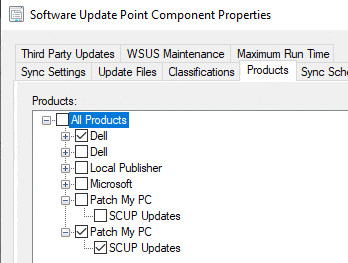 Software Update Point Component Properties
Third Party Updates WSUS Maintenance Maximum Run Time
Sync Settings Update Files Classifications Products Sync Sche
Products:
All Products
Dell
Dell
Local Publisher
Microsoft
Patch My PC
SCUP Updates
Patch My PC
SCUP Updates